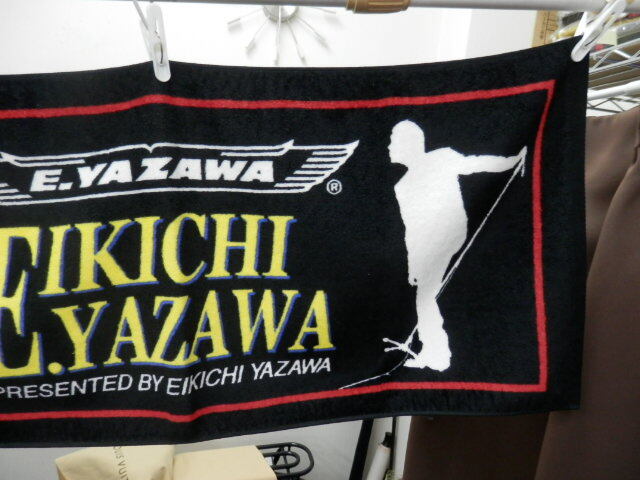 E.YAZAWA ®
EIKICHI
E.YAZAWA
PRESENTED BY EIKICHI YAZAWA